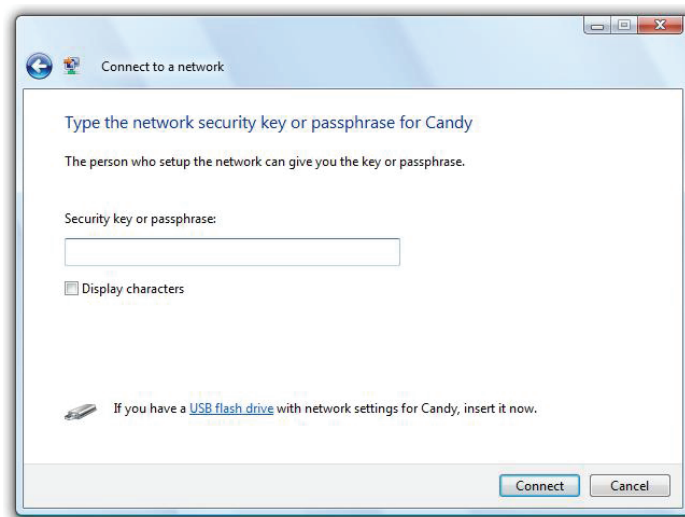 Connect to a network
Type the network security key or passphrase for Candy
The person who setup the network can give you the key or passphrase.
Security key or passphrase:
Display characters
If you have a USB flash drive with network settings for Candy, insert it now.
Connect Cancel